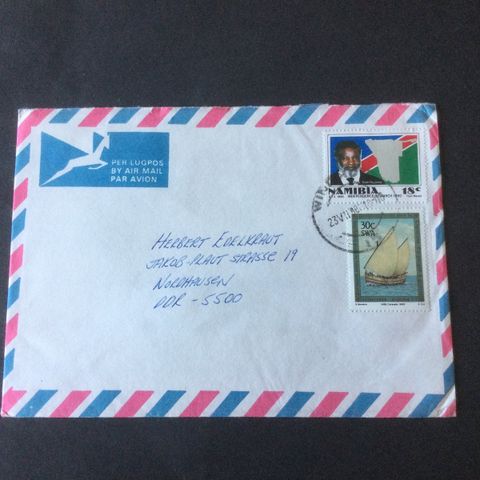 PER LUGPOS
BY AIR MAIL
PAR AVION
NAMIBIA 18c
30c
SWA
HERBERT EDELKRAUT
JAKOB-PLAUT STRASSE 19
NORDHAUSEN
DDR - 5500